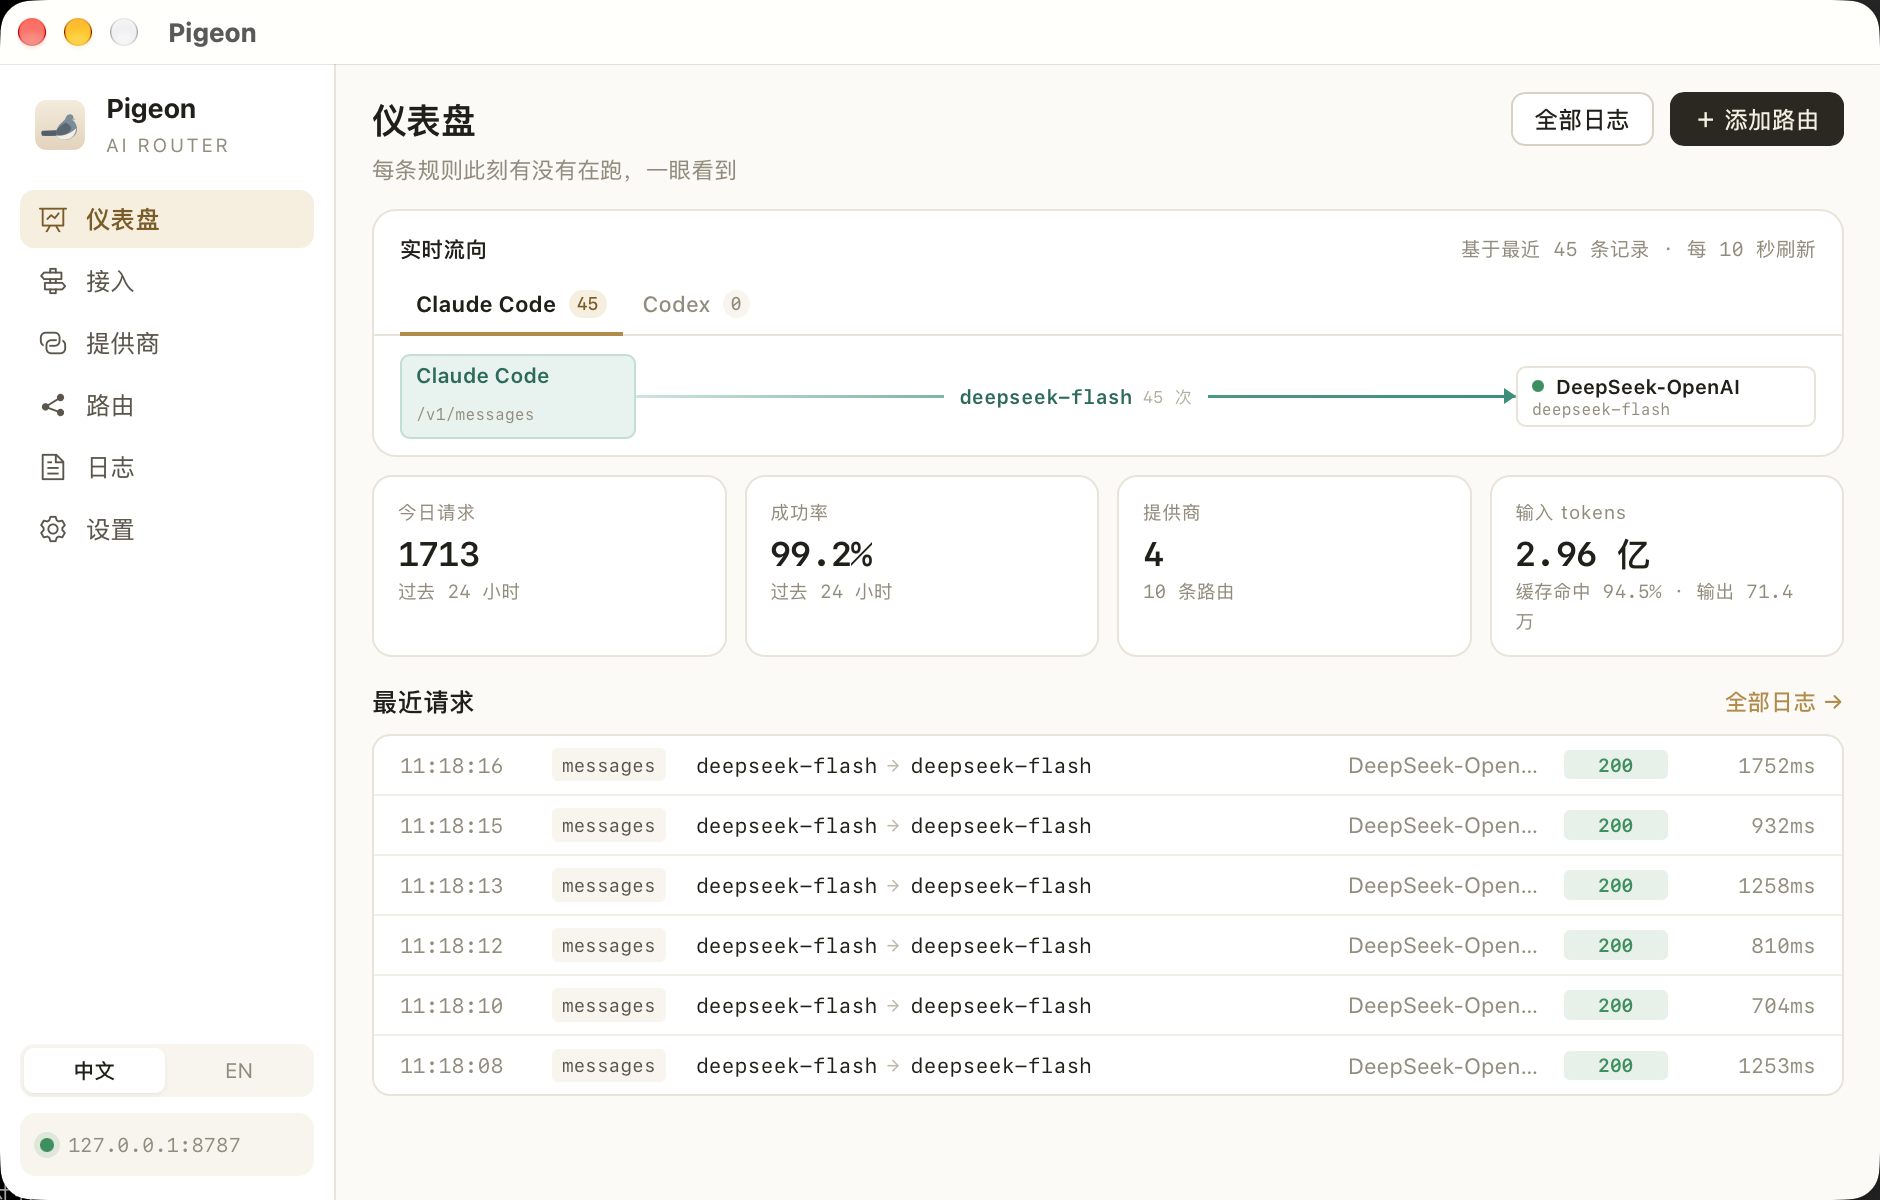 Pigeon
Pigeon
AI ROUTER
仪表盘
接入
提供商
路由
日志
设置
中文 EN
127.0.0.1:8787
仪表盘
每条规则此刻有没有在跑，一眼看到
全部日志
+ 添加路由
实时流向
基于最近 45 条记录 · 每 10 秒刷新
Claude Code 45 Codex 0
Claude Code
/v1/messages
deepseek-flash 45 次
DeepSeek-OpenAI
deepseek-flash
今日请求
1713
过去 24 小时
成功率
99.2%
过去 24 小时
提供商
4
10 条路由
输入 tokens
2.96 亿
缓存命中 94.5% · 输出 71.4
万
最近请求
全部日志 →
11:18:16 messages deepseek-flash → deepseek-flash DeepSeek-Open... 200 1752ms
11:18:15 messages deepseek-flash → deepseek-flash DeepSeek-Open... 200 932ms
11:18:13 messages deepseek-flash → deepseek-flash DeepSeek-Open... 200 1258ms
11:18:12 messages deepseek-flash → deepseek-flash DeepSeek-Open... 200 810ms
11:18:10 messages deepseek-flash → deepseek-flash DeepSeek-Open... 200 704ms
11:18:08 messages deepseek-flash → deepseek-flash DeepSeek-Open... 200 1253ms